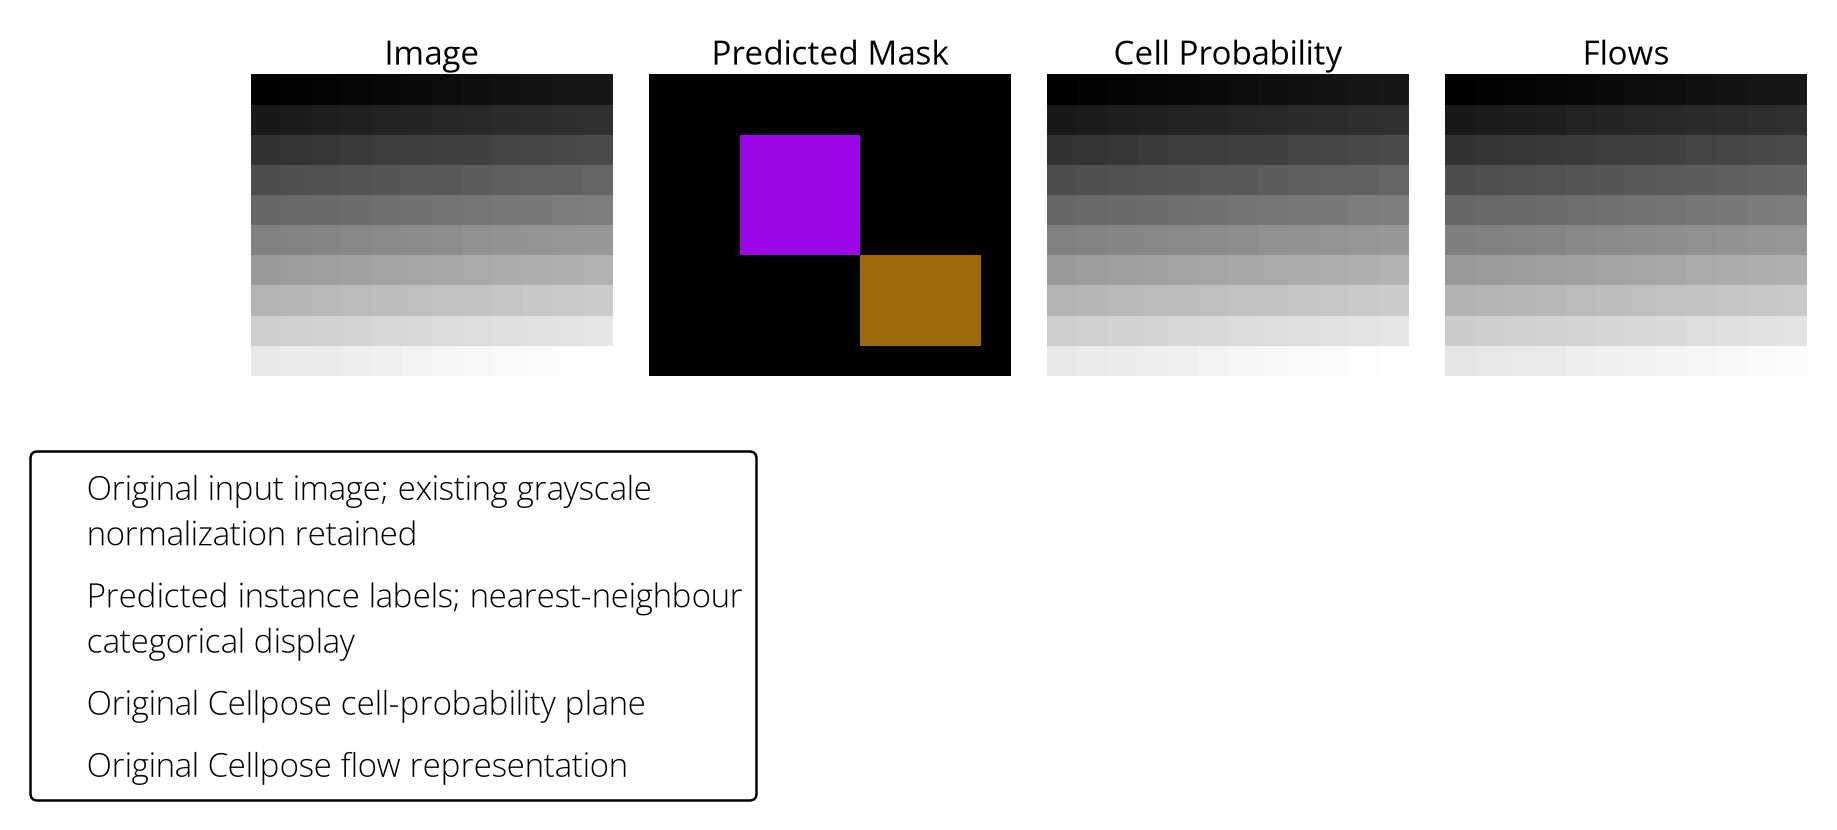 Image
Predicted Mask
Cell Probability
Flows
Original input image; existing grayscale
normalization retained
Predicted instance labels; nearest-neighbour
categorical display
Original Cellpose cell-probability plane
Original Cellpose flow representation